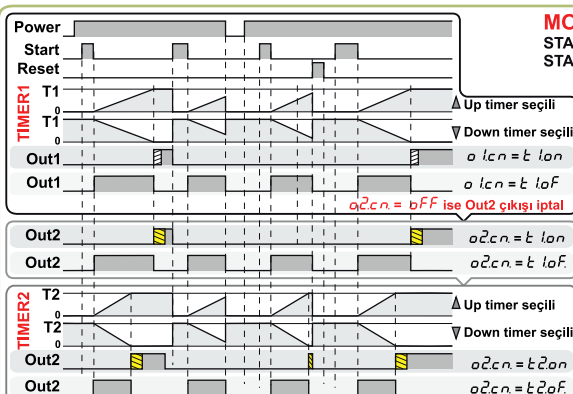 Power
MO
Start
STA
STA
Reset
TIMER1
T1
0
Up timer seçili
T1
0
Down timer seçili
Out1
o1.cn = t1.on
Out1
o1.cn = t1.oF
o2.cn. = oFF ise Out2 çıkışı iptal
Out2
o2.cn. = t1.on
Out2
o2.cn. = t1.oF.
TIMER2
T2
0
Up timer seçili
T2
0
Down timer seçili
Out2
o2.cn. = t2.on
Out2
o2.cn. = t2.oF.